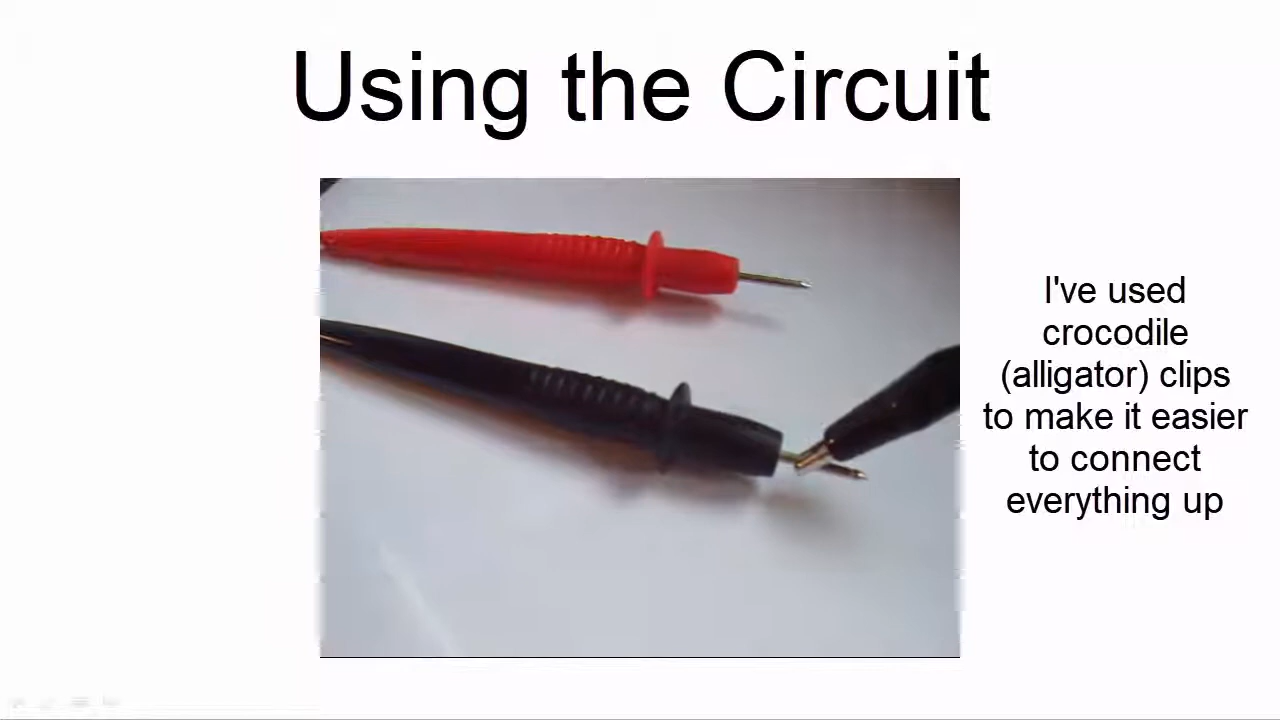 Using the Circuit
I've used
crocodile
(alligator) clips
to make it easier
to connect
everything up